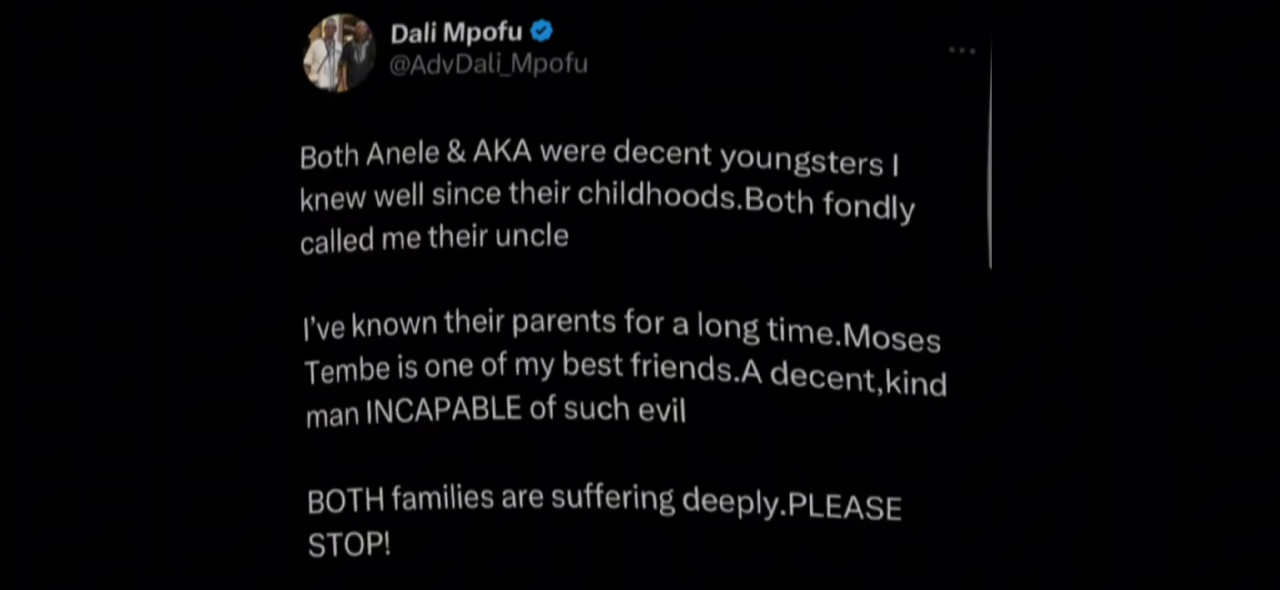 Dali Mpofu
@AdvDali_Mpofu
Both Anele & AKA were decent youngsters I
knew well since their childhoods.Both fondly
called me their uncle
I've known their parents for a long time.Moses
Tembe is one of my best friends.A decent,kind
man INCAPABLE of such evil
BOTH families are suffering deeply.PLEASE
STOP!